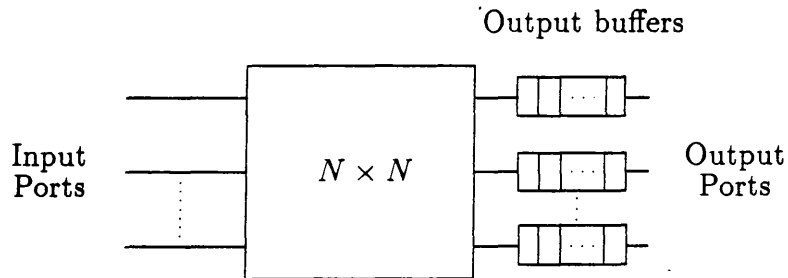 Output buffers
Input
Ports
N × N
Output
Ports